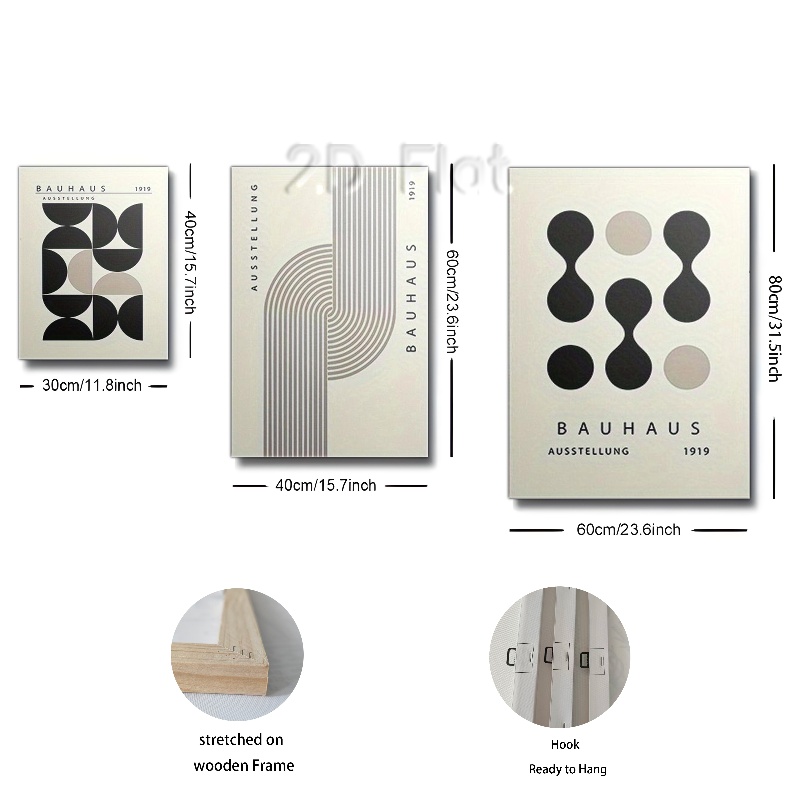 2D Flat
BAUHAUS 1919
AUSSTELLUNG
40cm/15.7inch
30cm/11.8inch
AUSSTELLUNG
BAUHAUS 1919
60cm/23.6inch
40cm/15.7inch
BAUHAUS
AUSSTELLUNG 1919
80cm/31.5inch
60cm/23.6inch
stretched on
wooden Frame
Hook
Ready to Hang